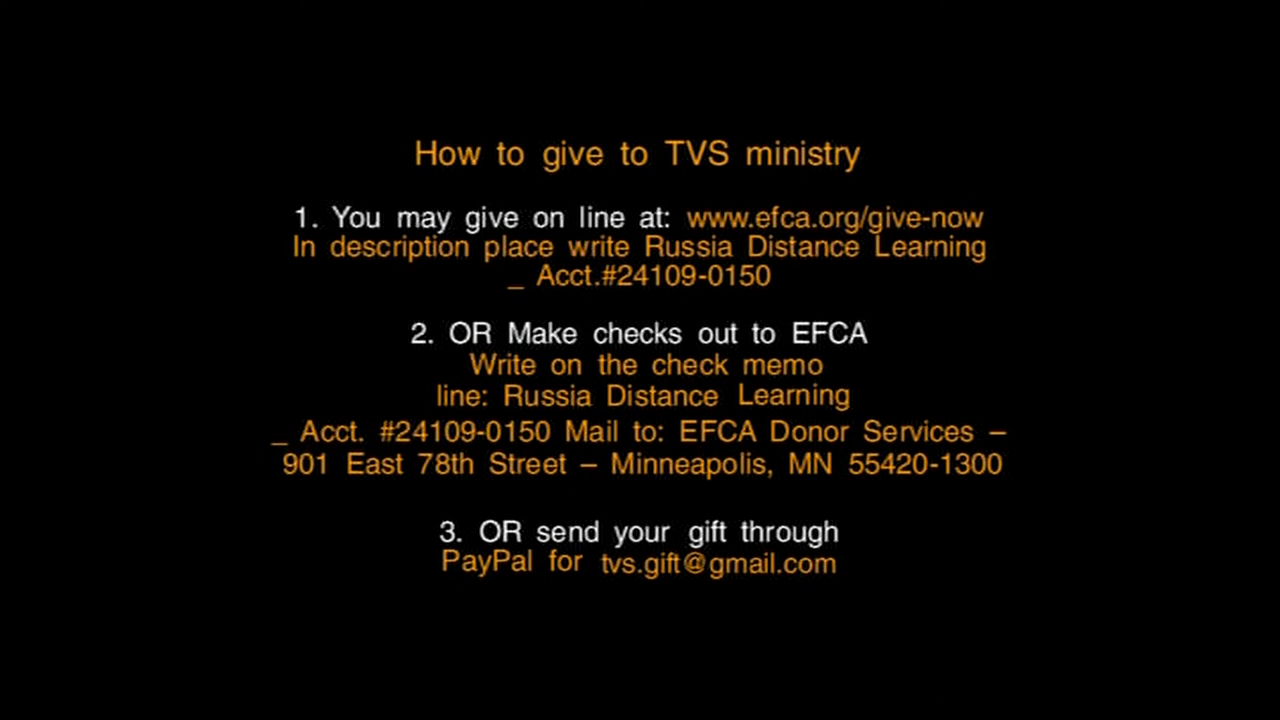 How to give to TVS ministry
1. You may give on line at: www.efca.org/give-now
In description place write Russia Distance Learning
_ Acct.#24109-0150
2. OR Make checks out to EFCA
Write on the check memo
line: Russia Distance Learning
_ Acct. #24109-0150 Mail to: EFCA Donor Services –
901 East 78th Street – Minneapolis, MN 55420-1300
3. OR send your gift through
PayPal for tvs.gift@gmail.com